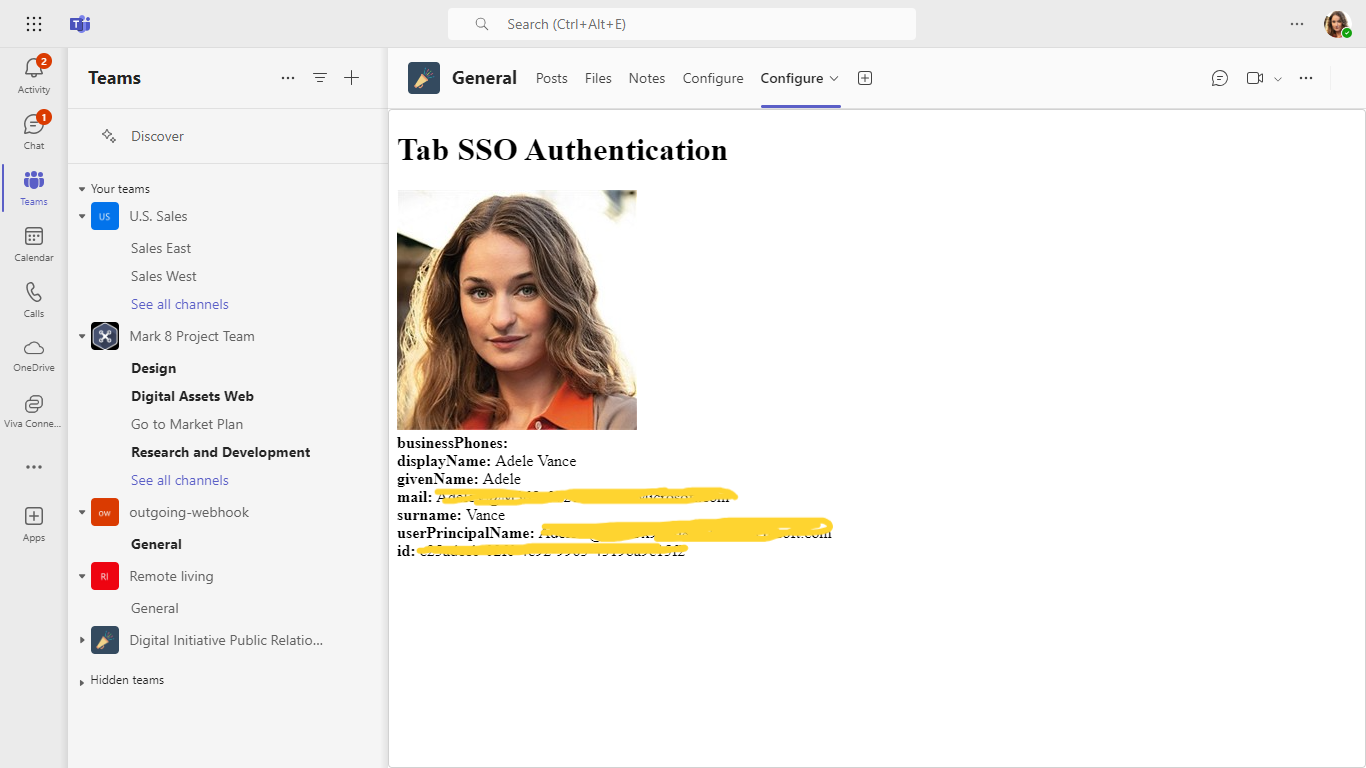 Search (Ctrl+Alt+E)
2
Activity
1
Chat
Teams
Calendar
Calls
OneDrive
Viva Conne...
Apps
Teams
Discover
Your teams
US U.S. Sales
Sales East
Sales West
See all channels
Mark 8 Project Team
Design
Digital Assets Web
Go to Market Plan
Research and Development
See all channels
OW outgoing-webhook
General
RI Remote living
General
Digital Initiative Public Relatio...
Hidden teams
General Posts Files Notes Configure Configure
Tab SSO Authentication
businessPhones:
displayName: Adele Vance
givenName: Adele
mail:
surname: Vance
userPrincipalName:
id: